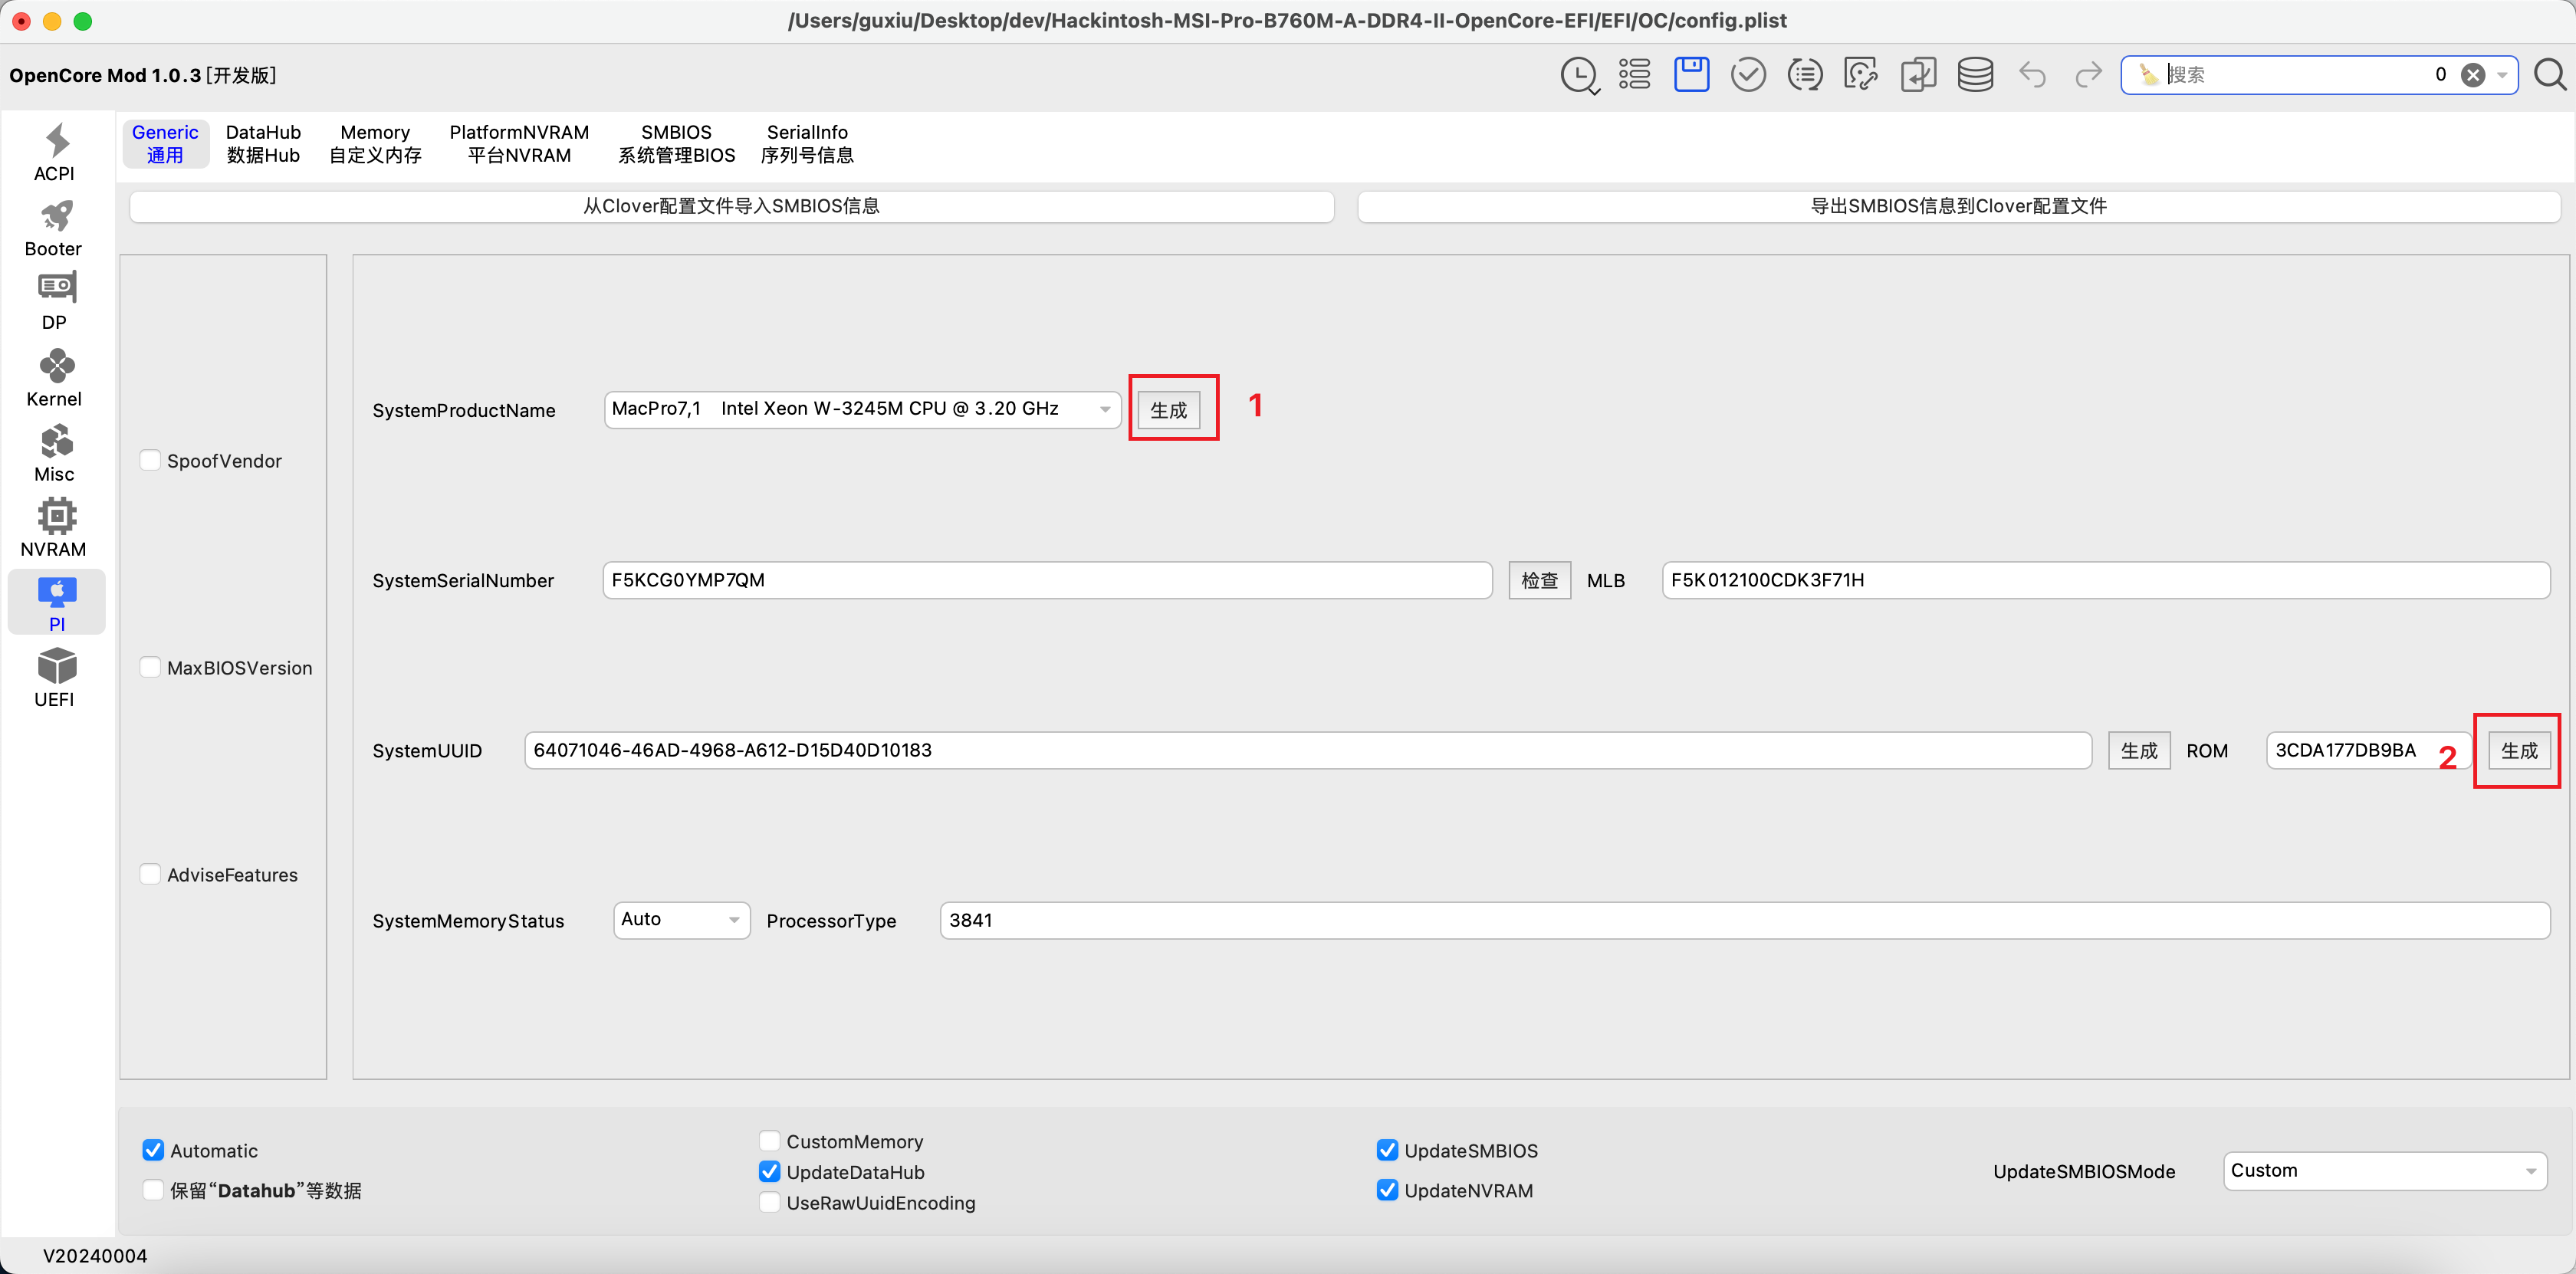 /Users/guxiu/Desktop/dev/Hackintosh-MSI-Pro-B760M-A-DDR4-II-OpenCore-EFI/EFI/OC/config.plist
OpenCore Mod 1.0.3 [开发版]
搜索 0
ACPI
Booter
DP
Kernel
Misc
NVRAM
PI
UEFI
Generic
通用
DataHub
数据Hub
Memory
自定义内存
PlatformNVRAM
平台NVRAM
SMBIOS
系统管理BIOS
SerialInfo
序列号信息
从Clover配置文件导入SMBIOS信息
导出SMBIOS信息到Clover配置文件
SpoofVendor
MaxBIOSVersion
AdviseFeatures
SystemProductName MacPro7,1 Intel Xeon W-3245M CPU @ 3.20 GHz 生成 1
SystemSerialNumber F5KCG0YMP7QM 检查 MLB F5K012100CDK3F71H
SystemUUID 64071046-46AD-4968-A612-D15D40D10183 生成 ROM 3CDA177DB9BA 2 生成
SystemMemoryStatus Auto ProcessorType 3841
Automatic
保留“Datahub”等数据
CustomMemory
UpdateDataHub
UseRawUuidEncoding
UpdateSMBIOS
UpdateNVRAM
UpdateSMBIOSMode Custom
V20240004